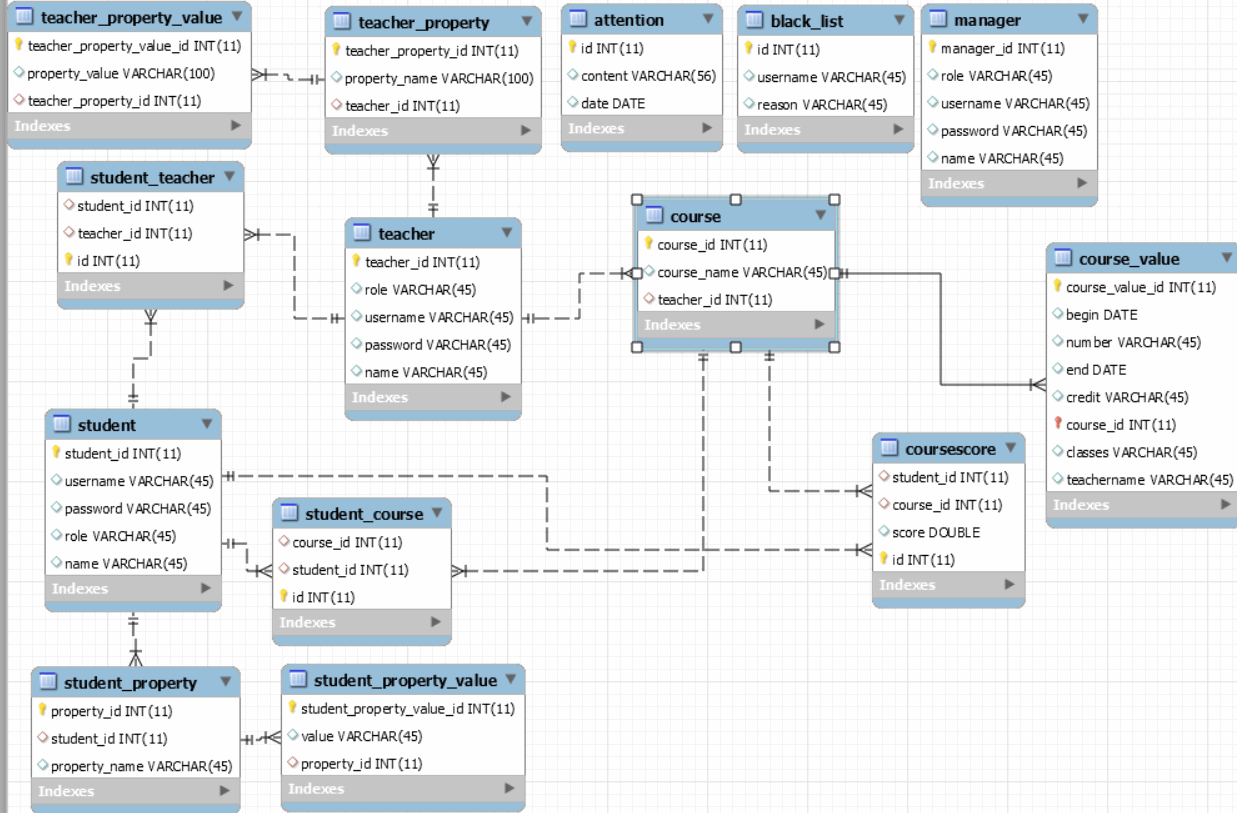 teacher_property_value
teacher_property_value_id INT(11)
property_value VARCHAR(100)
teacher_property_id INT(11)
Indexes
teacher_property
teacher_property_id INT(11)
property_name VARCHAR(100)
teacher_id INT(11)
Indexes
attention
id INT(11)
content VARCHAR(56)
date DATE
Indexes
black_list
id INT(11)
username VARCHAR(45)
reason VARCHAR(45)
Indexes
manager
manager_id INT(11)
role VARCHAR(45)
username VARCHAR(45)
password VARCHAR(45)
name VARCHAR(45)
Indexes
student_teacher
student_id INT(11)
teacher_id INT(11)
id INT(11)
Indexes
teacher
teacher_id INT(11)
role VARCHAR(45)
username VARCHAR(45)
password VARCHAR(45)
name VARCHAR(45)
Indexes
course
course_id INT(11)
course_name VARCHAR(45)
teacher_id INT(11)
Indexes
course_value
course_value_id INT(11)
begin DATE
number VARCHAR(45)
end DATE
credit VARCHAR(45)
course_id INT(11)
classes VARCHAR(45)
teachername VARCHAR(45)
Indexes
student
student_id INT(11)
username VARCHAR(45)
password VARCHAR(45)
role VARCHAR(45)
name VARCHAR(45)
Indexes
student_course
course_id INT(11)
student_id INT(11)
id INT(11)
Indexes
coursescore
student_id INT(11)
course_id INT(11)
score DOUBLE
id INT(11)
Indexes
student_property
property_id INT(11)
student_id INT(11)
property_name VARCHAR(45)
Indexes
student_property_value
student_property_value_id INT(11)
value VARCHAR(45)
property_id INT(11)
Indexes